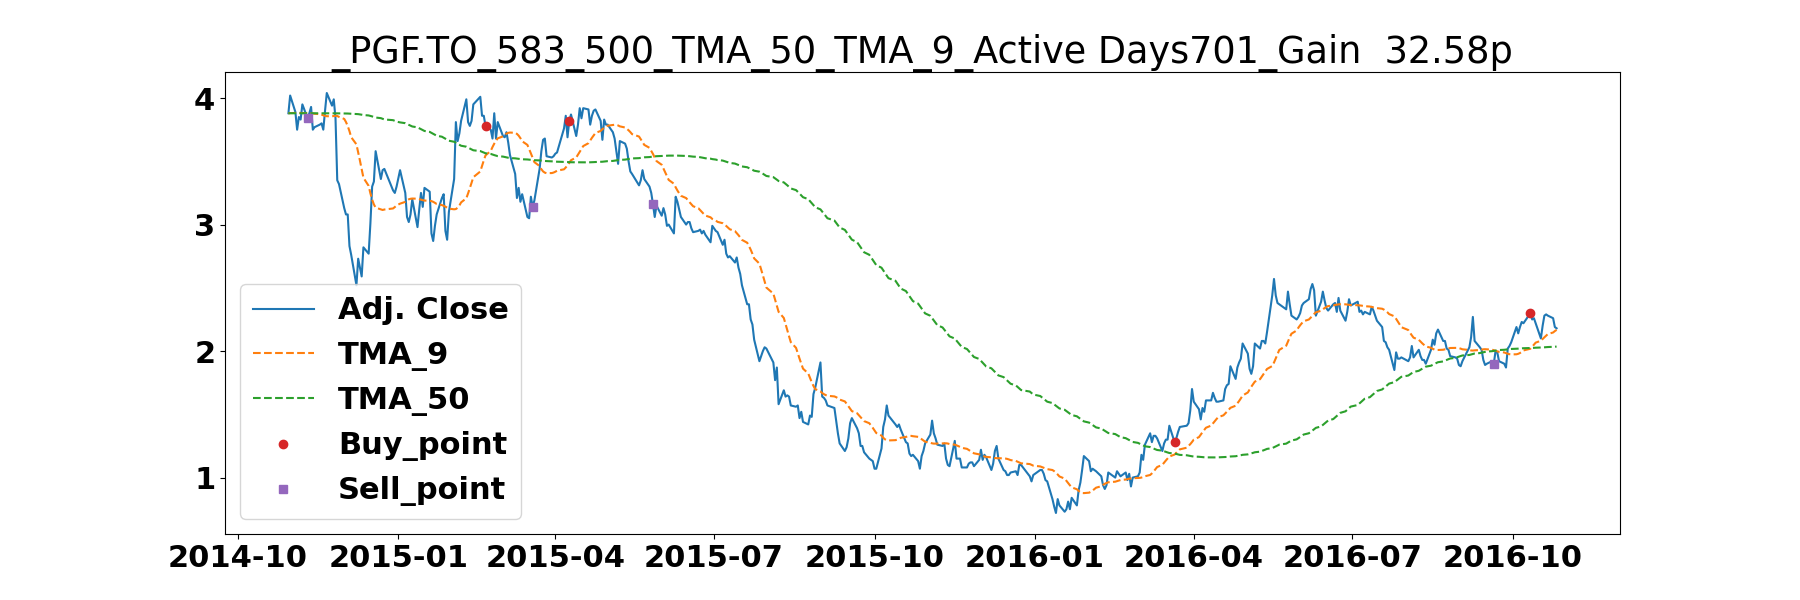 _PGF.TO_583_500_TMA_50_TMA_9_Active Days701_Gain  32.58p
4
3
2
1
Adj. Close
TMA_9
TMA_50
Buy_point
Sell_point
2014-10 2015-01 2015-04 2015-07 2015-10 2016-01 2016-04 2016-07 2016-10